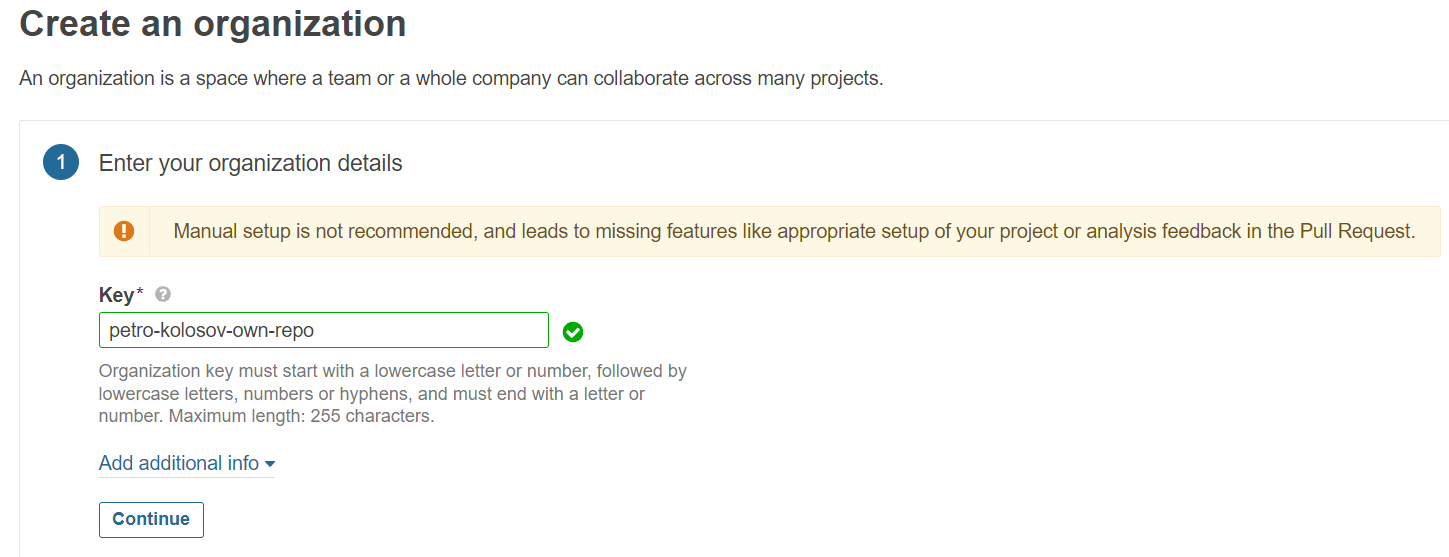 Create an organization
An organization is a space where a team or a whole company can collaborate across many projects.
1 Enter your organization details
! Manual setup is not recommended, and leads to missing features like appropriate setup of your project or analysis feedback in the Pull Request.
Key* ?
petro-kolosov-own-repo
Organization key must start with a lowercase letter or number, followed by
lowercase letters, numbers or hyphens, and must end with a letter or
number. Maximum length: 255 characters.
Add additional info
Continue